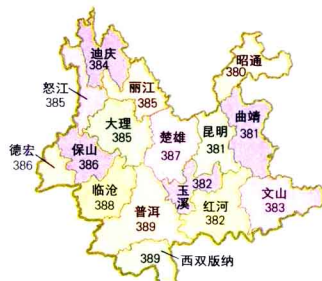 迪庆
384
昭通
380
怒江
385
丽江
385
大理
385
楚雄
387
昆明
381
曲靖
381
德宏
386
保山
386
临沧
388
玉溪
382
普洱
389
红河
382
文山
383
389 西双版纳